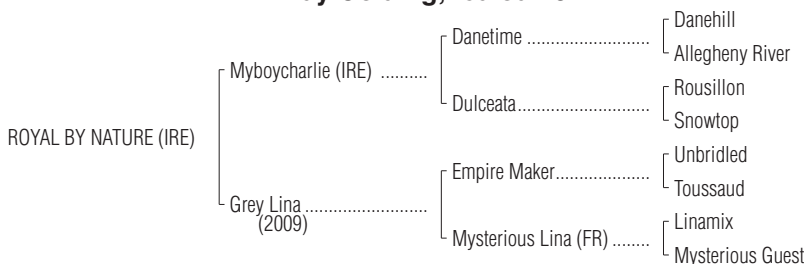 Danehill
Danetime ..............................
Allegheny River
Myboycharlie (IRE) ..........
Rousillon
Dulceata................................
Snowtop
ROYAL BY NATURE (IRE)
Unbridled
Empire Maker.......................
Toussaud
Grey Lina ..............................
(2009)
Linamix
Mysterious Lina (FR) ........
Mysterious Guest